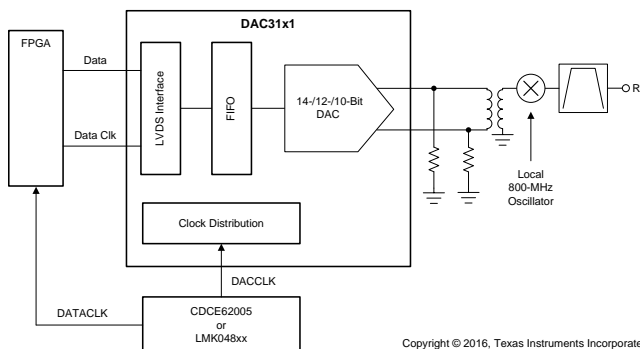 DAC31x1
FPGA
Data
Data Clk
LVDS Interface
FIFO
14-/12-/10-Bit
DAC
R
Local
800-MHz
Oscillator
Clock Distribution
DACCLK
DATACLK
CDCE62005
or
LMK048xx
Copyright © 2016, Texas Instruments Incorporate